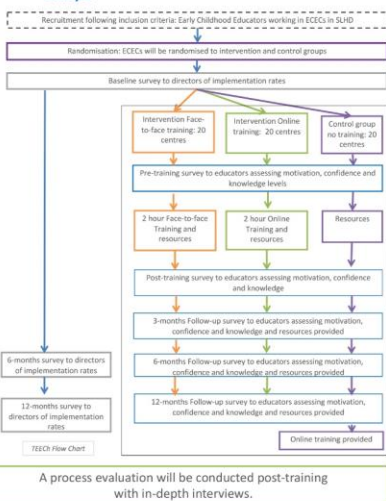 Recruitment following inclusion criteria: Early Childhood Educators working in ECECs in SLHD
Randomisation: ECECs will be randomised to intervention and control groups
Baseline survey to directors of implementation rates
Intervention Face-
to-face training: 20
centres
Intervention Online
training: 20 centres
Control group
no training: 20
centres
Pre-training survey to educators assessing motivation, confidence and
knowledge levels
2 hour Face-to-face
Training and
resources
2 hour Online
Training and
resources
Resources
Post-training survey to educators assessing motivation, confidence
and knowledge
3-months Follow-up survey to educators assessing motivation,
confidence and knowledge and resources provided
6-months survey to directors
of implementation rates
6-months Follow-up survey to educators assessing motivation,
confidence and knowledge and resources provided
12-months survey to
directors of implementation
rates
12-months Follow-up survey to educators assessing motivation,
confidence and knowledge and resources provided
TEECh Flow Chart
Online training provided
A process evaluation will be conducted post-training
with in-depth interviews.